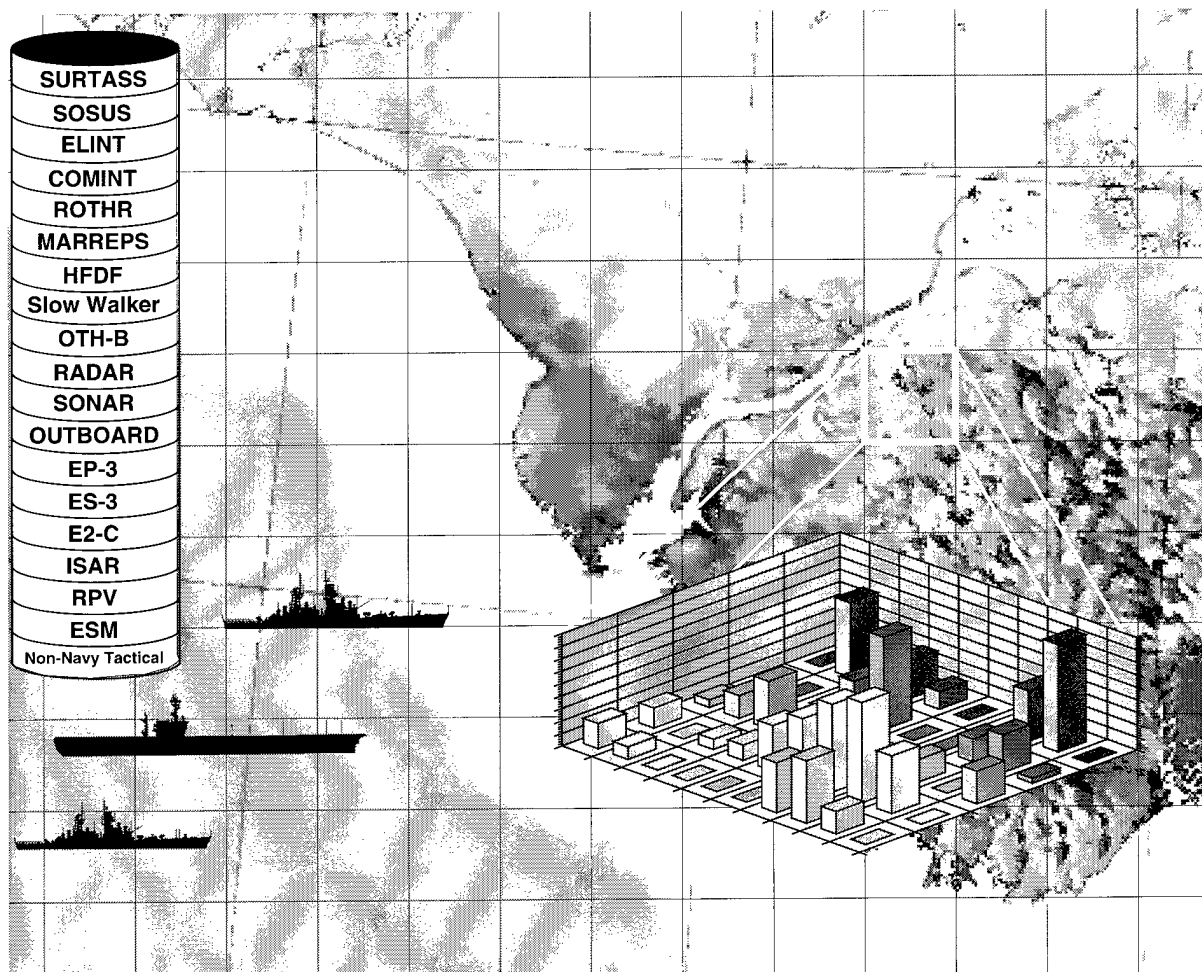 SURTASS
SOSUS
ELINT
COMINT
ROTHR
MARREPS
HFDF
Slow Walker
OTH-B
RADAR
SONAR
OUTBOARD
EP-3
ES-3
E2-C
ISAR
RPV
ESM
Non-Navy Tactical